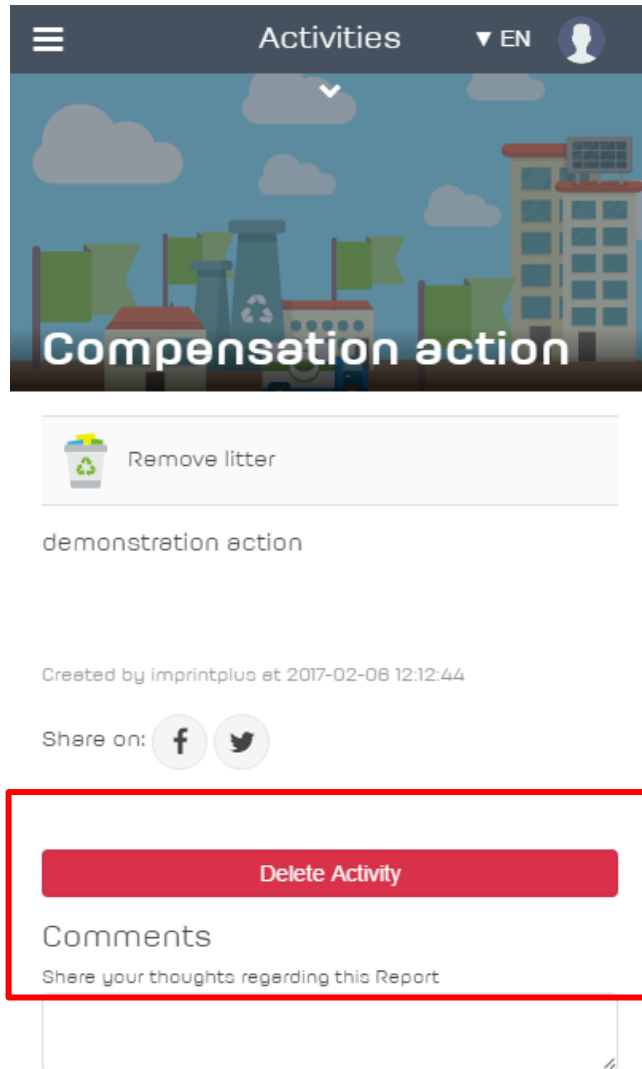 Activities ▼ EN
Compensation action
Remove litter
demonstration action
Created by imprintplus at 2017-02-06 12:12:44
Share on:
Delete Activity
Comments
Share your thoughts regarding this Report